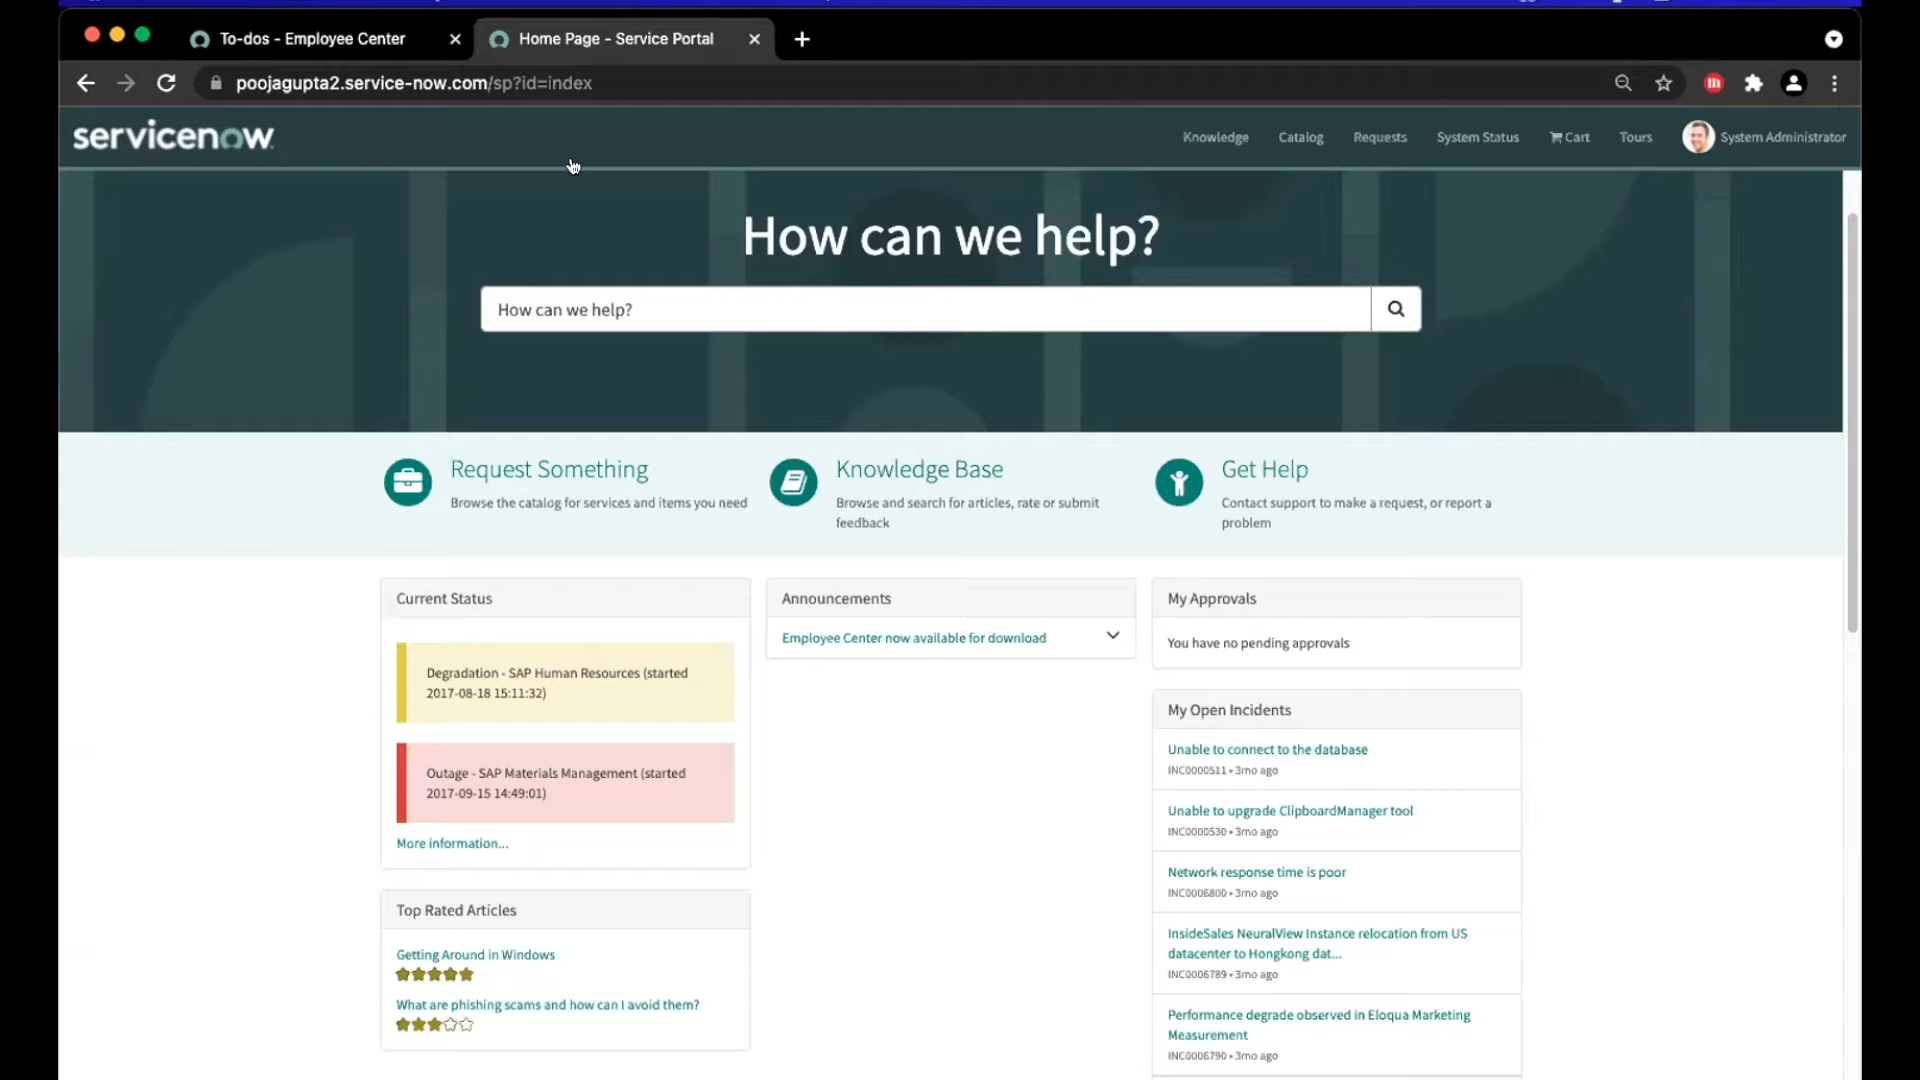 To-dos - Employee Center
Home Page - Service Portal
poojagupta2.service-now.com/sp?id=index
servicenow
Knowledge
Catalog
Requests
System Status
Cart
Tours
System Administrator
How can we help?
How can we help?
Request Something
Browse the catalog for services and items you need
Knowledge Base
Browse and search for articles, rate or submit
feedback
Get Help
Contact support to make a request, or report a
problem
Current Status
Degradation - SAP Human Resources (started
2017-08-18 15:11:32)
Outage - SAP Materials Management (started
2017-09-15 14:49:01)
More information...
Top Rated Articles
Getting Around in Windows
What are phishing scams and how can I avoid them?
Announcements
Employee Center now available for download
My Approvals
You have no pending approvals
My Open Incidents
Unable to connect to the database
INC0000511 • 3mo ago
Unable to upgrade ClipboardManager tool
INC0000530 • 3mo ago
Network response time is poor
INC0006800 • 3mo ago
InsideSales NeuralView Instance relocation from US
datacenter to Hongkong dat...
INC0006789 • 3mo ago
Performance degrade observed in Eloqua Marketing
Measurement
INC0006790 • 3mo ago